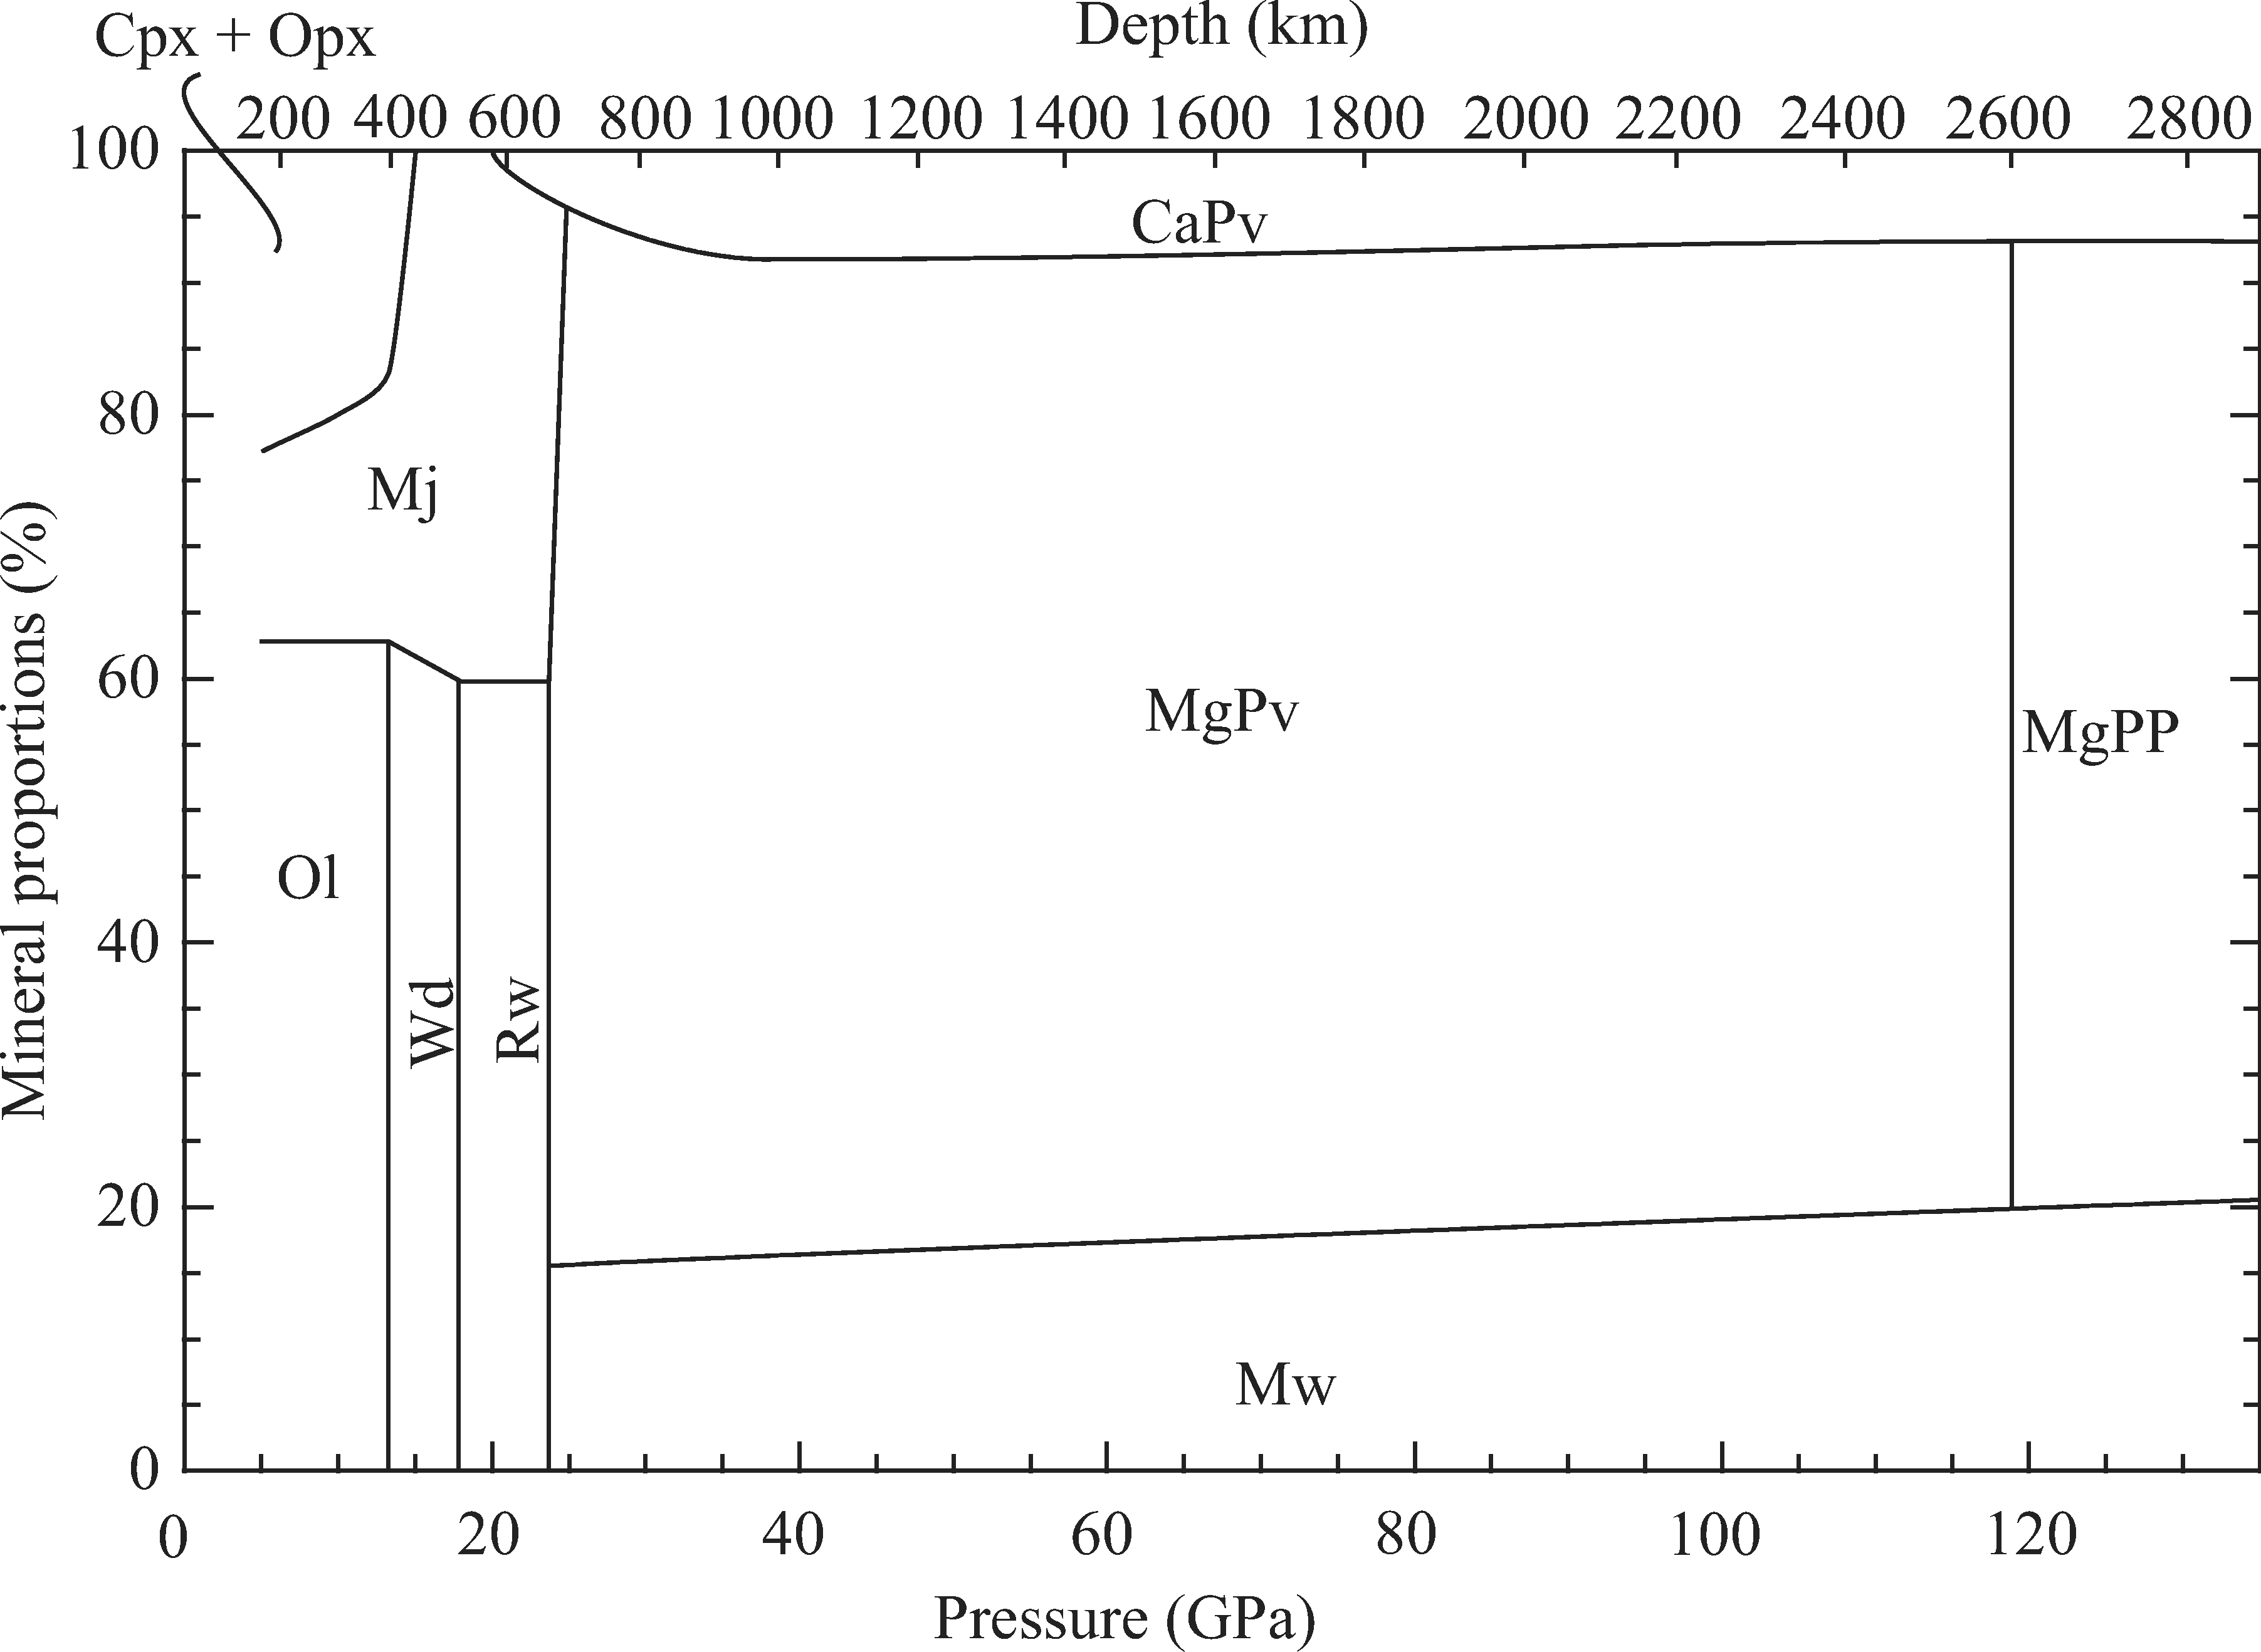 Cpx + Opx
Depth (km)
200 400 600 800 1000 1200 1400 1600 1800 2000 2200 2400 2600 2800
100
CaPv
80
Mj
Mineral proportions (%)
60
MgPv
MgPP
Ol
40
Wd
Rw
20
Mw
0
0 20 40 60 80 100 120
Pressure (GPa)